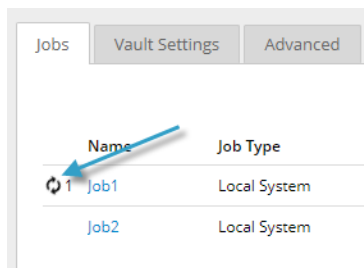 Jobs Vault Settings Advanced
Name Job Type
1 Job1 Local System
Job2 Local System